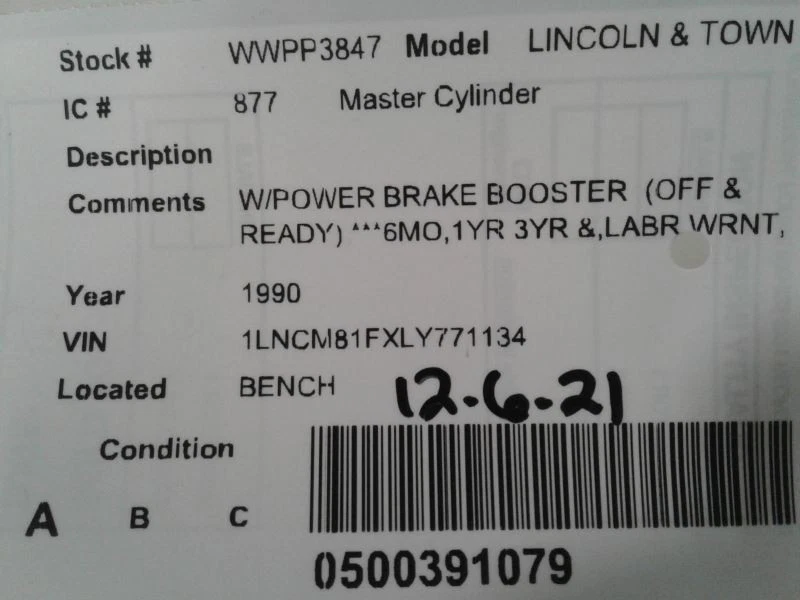 Stock # WWPP3847 Model LINCOLN & TOWN
IC # 877 Master Cylinder
Description
Comments W/POWER BRAKE BOOSTER (OFF &
READY) ***6MO,1YR 3YR &,LABR WRNT,
Year 1990
VIN 1LNCM81FXLY771134
Located BENCH 12-6-21
Condition
A B C
0500391079